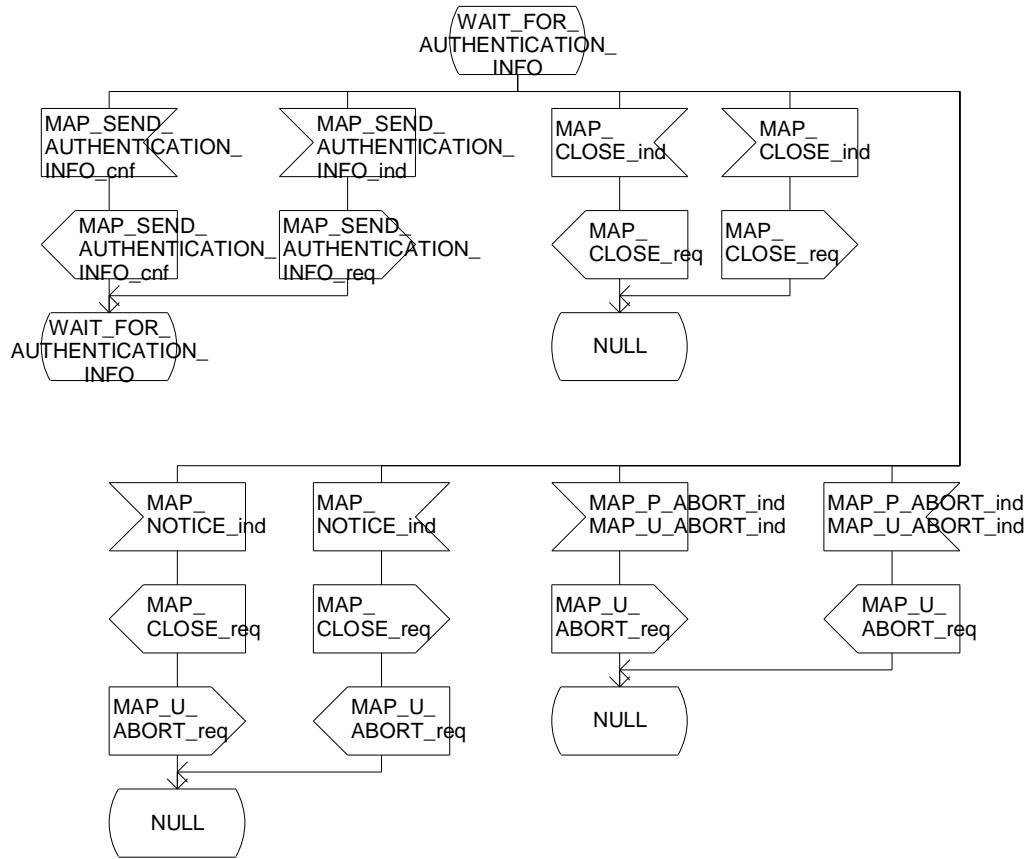 WAIT_FOR_
AUTHENTICATION_
INFO
MAP_SEND_
AUTHENTICATION_
INFO_cnf
MAP_SEND_
AUTHENTICATION_
INFO_ind
MAP_
CLOSE_ind
MAP_
CLOSE_ind
MAP_SEND_
AUTHENTICATION_
INFO_cnf
MAP_SEND_
AUTHENTICATION_
INFO_req
MAP_
CLOSE_req
MAP_
CLOSE_req
WAIT_FOR_
AUTHENTICATION_
INFO
NULL
MAP_
NOTICE_ind
MAP_
NOTICE_ind
MAP_P_ABORT_ind
MAP_U_ABORT_ind
MAP_P_ABORT_ind
MAP_U_ABORT_ind
MAP_
CLOSE_req
MAP_
CLOSE_req
MAP_U_
ABORT_req
MAP_U_
ABORT_req
MAP_U_
ABORT_req
MAP_U_
ABORT_req
NULL
NULL